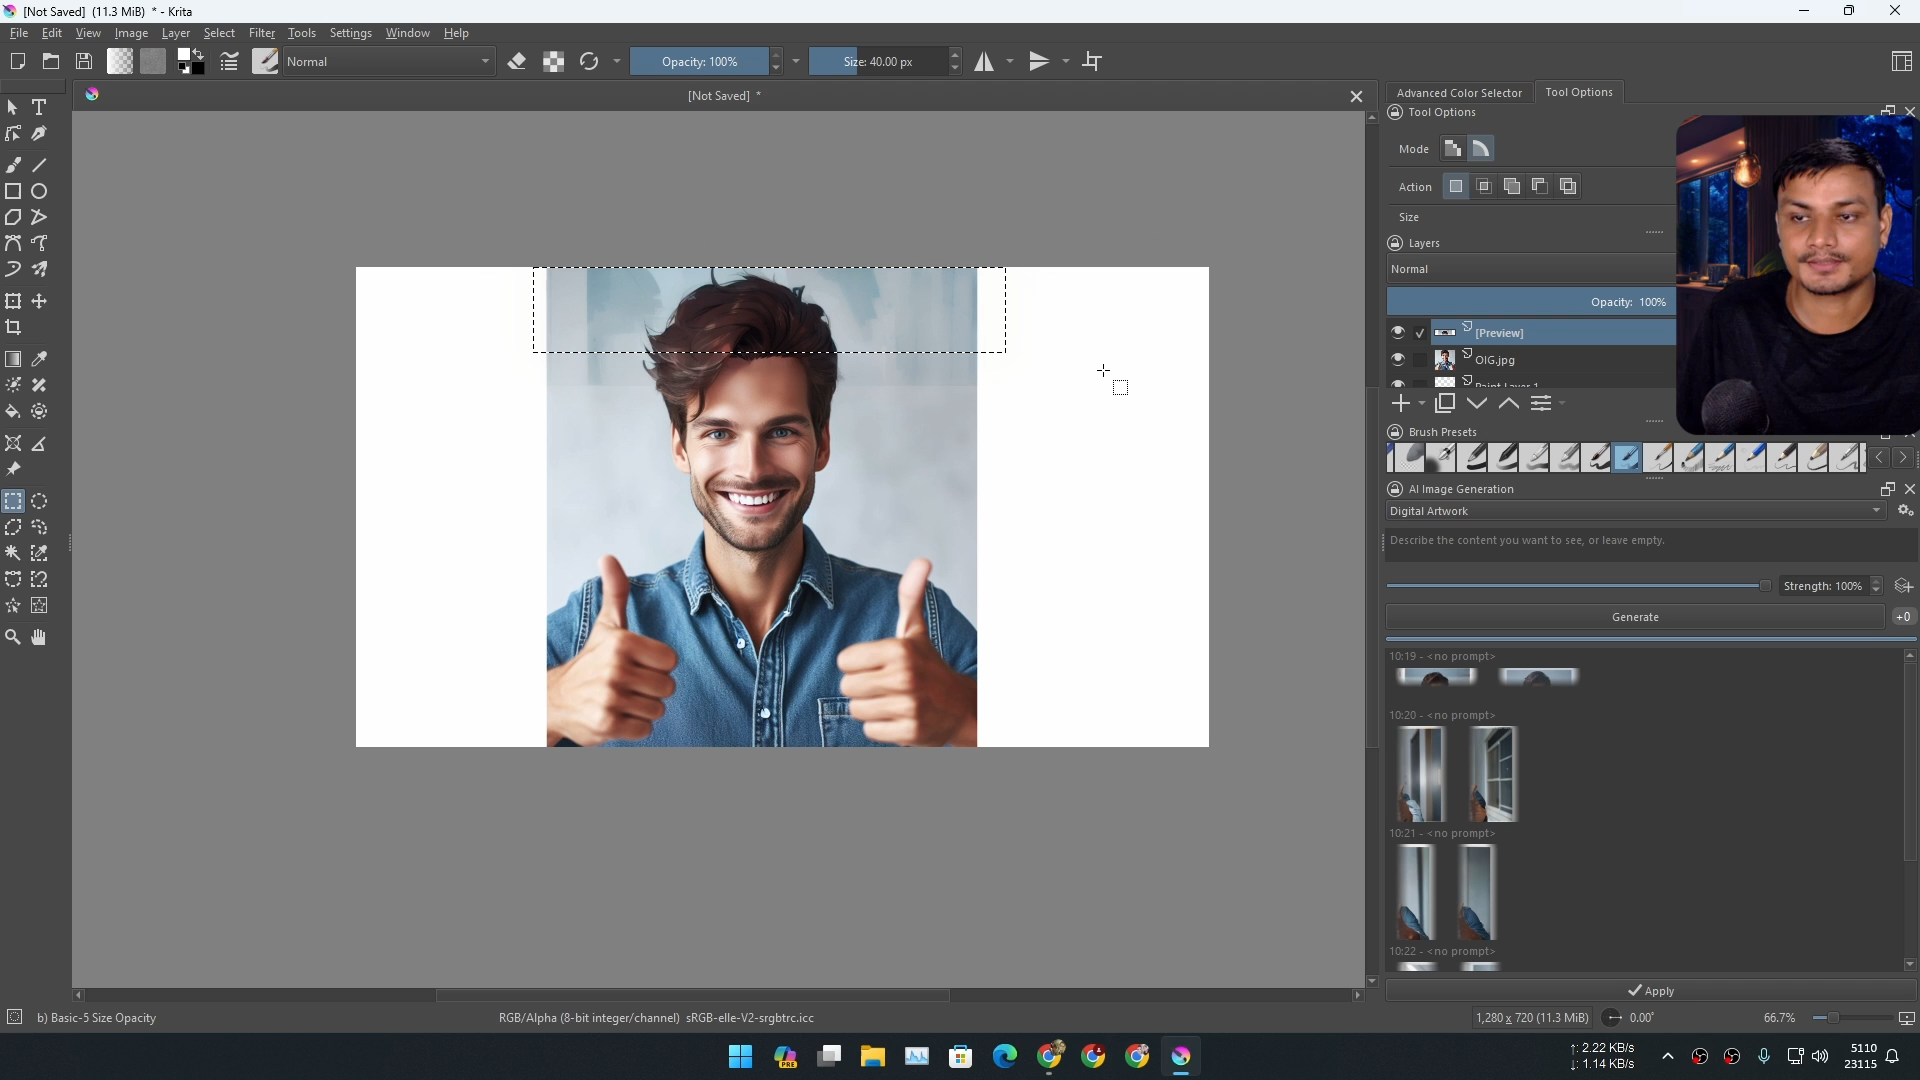 [Not Saved] (11.3 MiB) * - Krita
File Edit View Image Layer Select Filter Tools Settings Window Help
Normal
Opacity: 100%
Size: 40.00 px
[Not Saved] *
Advanced Color Selector
Tool Options
Tool Options
Mode
Action
Size
Layers
Normal
Opacity: 100%
[Preview]
OIG.jpg
Paint Layer 1
Brush Presets
AI Image Generation
Digital Artwork
Describe the content you want to see, or leave empty.
Strength: 100%
Generate
+0
10:19 - <no prompt>
10:20 - <no prompt>
10:21 - <no prompt>
10:22 - <no prompt>
Apply
b) Basic-5 Size Opacity
RGB/Alpha (8-bit integer/channel) sRGB-elle-V2-srgbtrc.icc
1,280 x 720 (11.3 MiB)
0.00°
66.7%
PRE
↑: 2.22 KB/s
↓: 1.14 KB/s
5110
23115